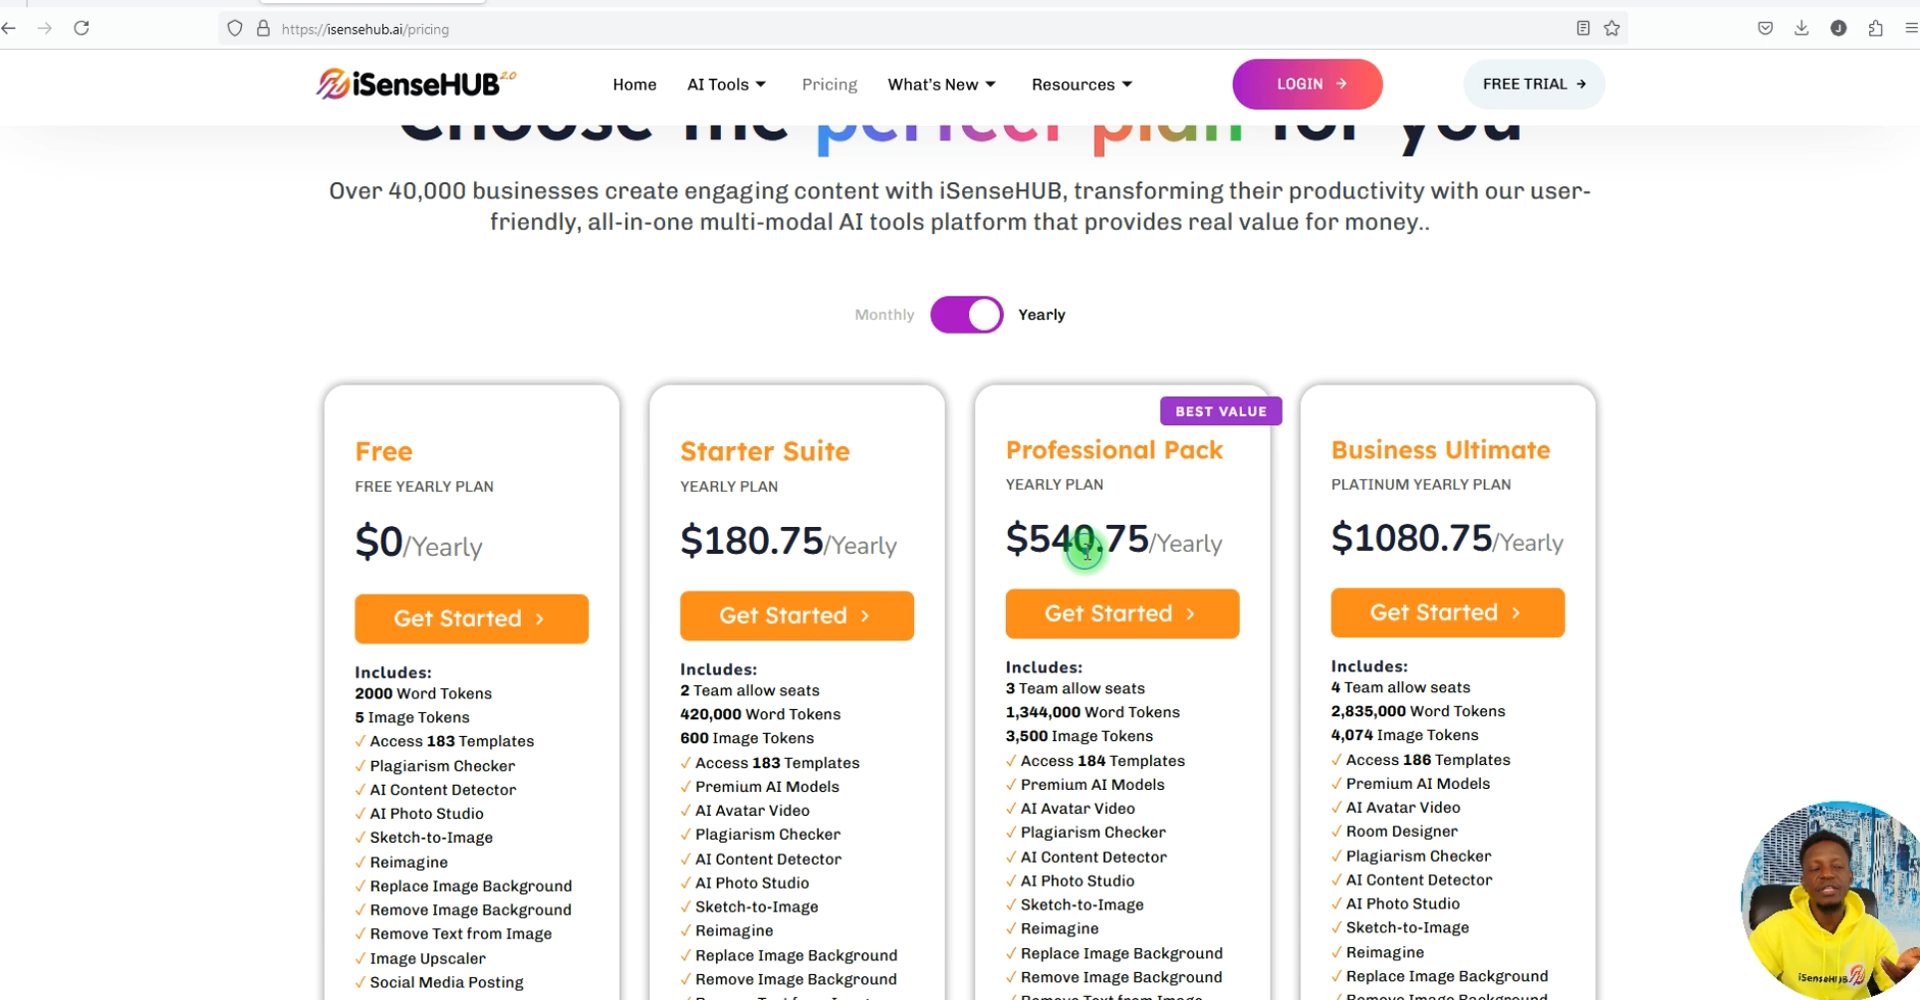 https://isensehub.ai/pricing
J
iSenseHUB 2.0
Home
AI Tools
Pricing
What's New
Resources
LOGIN →
FREE TRIAL →
Choose the perfect plan for you
Over 40,000 businesses create engaging content with iSenseHUB, transforming their productivity with our user-
friendly, all-in-one multi-modal AI tools platform that provides real value for money..
Monthly
Yearly
Free
FREE YEARLY PLAN
$0/Yearly
Get Started >
Includes:
2000 Word Tokens
5 Image Tokens
✓ Access 183 Templates
✓ Plagiarism Checker
✓ AI Content Detector
✓ AI Photo Studio
✓ Sketch-to-Image
✓ Reimagine
✓ Replace Image Background
✓ Remove Image Background
✓ Remove Text from Image
✓ Image Upscaler
✓ Social Media Posting
Starter Suite
YEARLY PLAN
$180.75/Yearly
Get Started >
Includes:
2 Team allow seats
420,000 Word Tokens
600 Image Tokens
✓ Access 183 Templates
✓ Premium AI Models
✓ AI Avatar Video
✓ Plagiarism Checker
✓ AI Content Detector
✓ AI Photo Studio
✓ Sketch-to-Image
✓ Reimagine
✓ Replace Image Background
✓ Remove Image Background
BEST VALUE
Professional Pack
YEARLY PLAN
$540.75/Yearly
Get Started >
Includes:
3 Team allow seats
1,344,000 Word Tokens
3,500 Image Tokens
✓ Access 184 Templates
✓ Premium AI Models
✓ AI Avatar Video
✓ Plagiarism Checker
✓ AI Content Detector
✓ AI Photo Studio
✓ Sketch-to-Image
✓ Reimagine
✓ Replace Image Background
✓ Remove Image Background
Business Ultimate
PLATINUM YEARLY PLAN
$1080.75/Yearly
Get Started >
Includes:
4 Team allow seats
2,835,000 Word Tokens
4,074 Image Tokens
✓ Access 186 Templates
✓ Premium AI Models
✓ AI Avatar Video
✓ Room Designer
✓ Plagiarism Checker
✓ AI Content Detector
✓ AI Photo Studio
✓ Sketch-to-Image
✓ Reimagine
✓ Replace Image Background
iSenseHUB